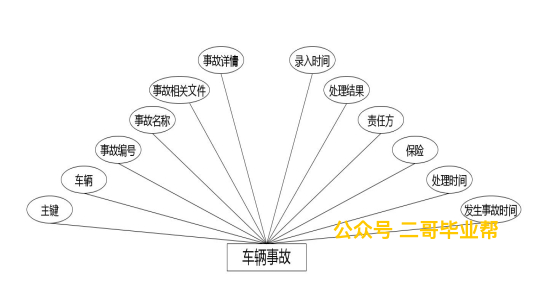 事故详情
录入时间
事故相关文件
处理结果
事故名称
责任方
事故编号
保险
车辆
处理时间
主键
发生事故时间
公众号 二哥毕业帮
车辆事故